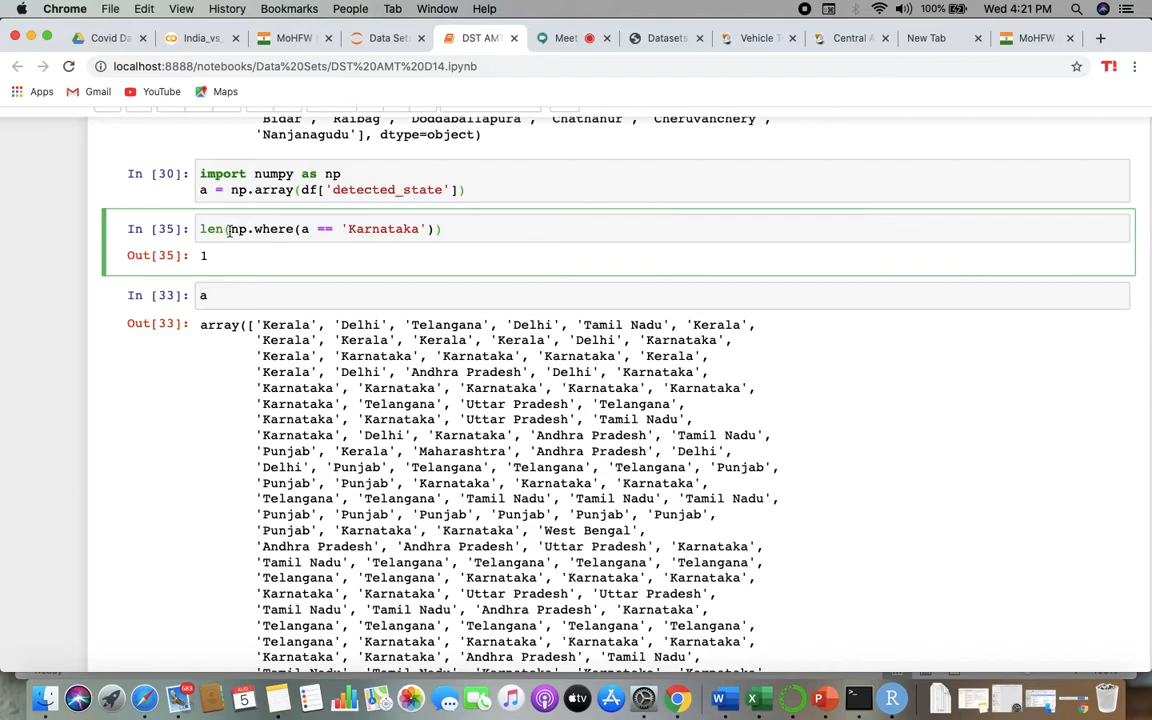 Chrome File Edit View History Bookmarks People Tab Window Help 100% Wed 4:21 PM
Covid Da India_vs_ MoHFW Data Set DST AMT Meet Datasets Vehicle T Central A New Tab MoHFW
localhost:8888/notebooks/Data%20Sets/DST%20AMT%20D14.ipynb T!
Apps Gmail YouTube Maps
'Bidar', 'Raibag', 'Doddaballapura', 'Chathanur', 'Cheruvanchery',
'Nanjanagudu'], dtype=object)
In [30]: import numpy as np
a = np.array(df['detected_state'])
In [35]: len(np.where(a == 'Karnataka'))
Out[35]: 1
In [33]: a
Out[33]: array(['Kerala', 'Delhi', 'Telangana', 'Delhi', 'Tamil Nadu', 'Kerala',
'Kerala', 'Kerala', 'Kerala', 'Kerala', 'Delhi', 'Karnataka',
'Kerala', 'Karnataka', 'Karnataka', 'Karnataka', 'Kerala',
'Kerala', 'Delhi', 'Andhra Pradesh', 'Delhi', 'Karnataka',
'Karnataka', 'Karnataka', 'Karnataka', 'Karnataka', 'Karnataka',
'Karnataka', 'Telangana', 'Uttar Pradesh', 'Telangana',
'Karnataka', 'Karnataka', 'Uttar Pradesh', 'Tamil Nadu',
'Karnataka', 'Delhi', 'Karnataka', 'Andhra Pradesh', 'Tamil Nadu',
'Punjab', 'Kerala', 'Maharashtra', 'Andhra Pradesh', 'Delhi',
'Delhi', 'Punjab', 'Telangana', 'Telangana', 'Telangana', 'Punjab',
'Punjab', 'Punjab', 'Karnataka', 'Karnataka', 'Karnataka',
'Telangana', 'Telangana', 'Tamil Nadu', 'Tamil Nadu', 'Tamil Nadu',
'Punjab', 'Punjab', 'Punjab', 'Punjab', 'Punjab', 'Punjab',
'Punjab', 'Karnataka', 'Karnataka', 'West Bengal',
'Andhra Pradesh', 'Andhra Pradesh', 'Uttar Pradesh', 'Karnataka',
'Tamil Nadu', 'Telangana', 'Telangana', 'Telangana', 'Telangana',
'Telangana', 'Telangana', 'Karnataka', 'Karnataka', 'Karnataka',
'Karnataka', 'Karnataka', 'Uttar Pradesh', 'Uttar Pradesh',
'Tamil Nadu', 'Tamil Nadu', 'Andhra Pradesh', 'Karnataka',
'Telangana', 'Telangana', 'Telangana', 'Telangana', 'Telangana',
'Telangana', 'Karnataka', 'Karnataka', 'Karnataka', 'Karnataka',
'Karnataka', 'Karnataka', 'Andhra Pradesh', 'Tamil Nadu',